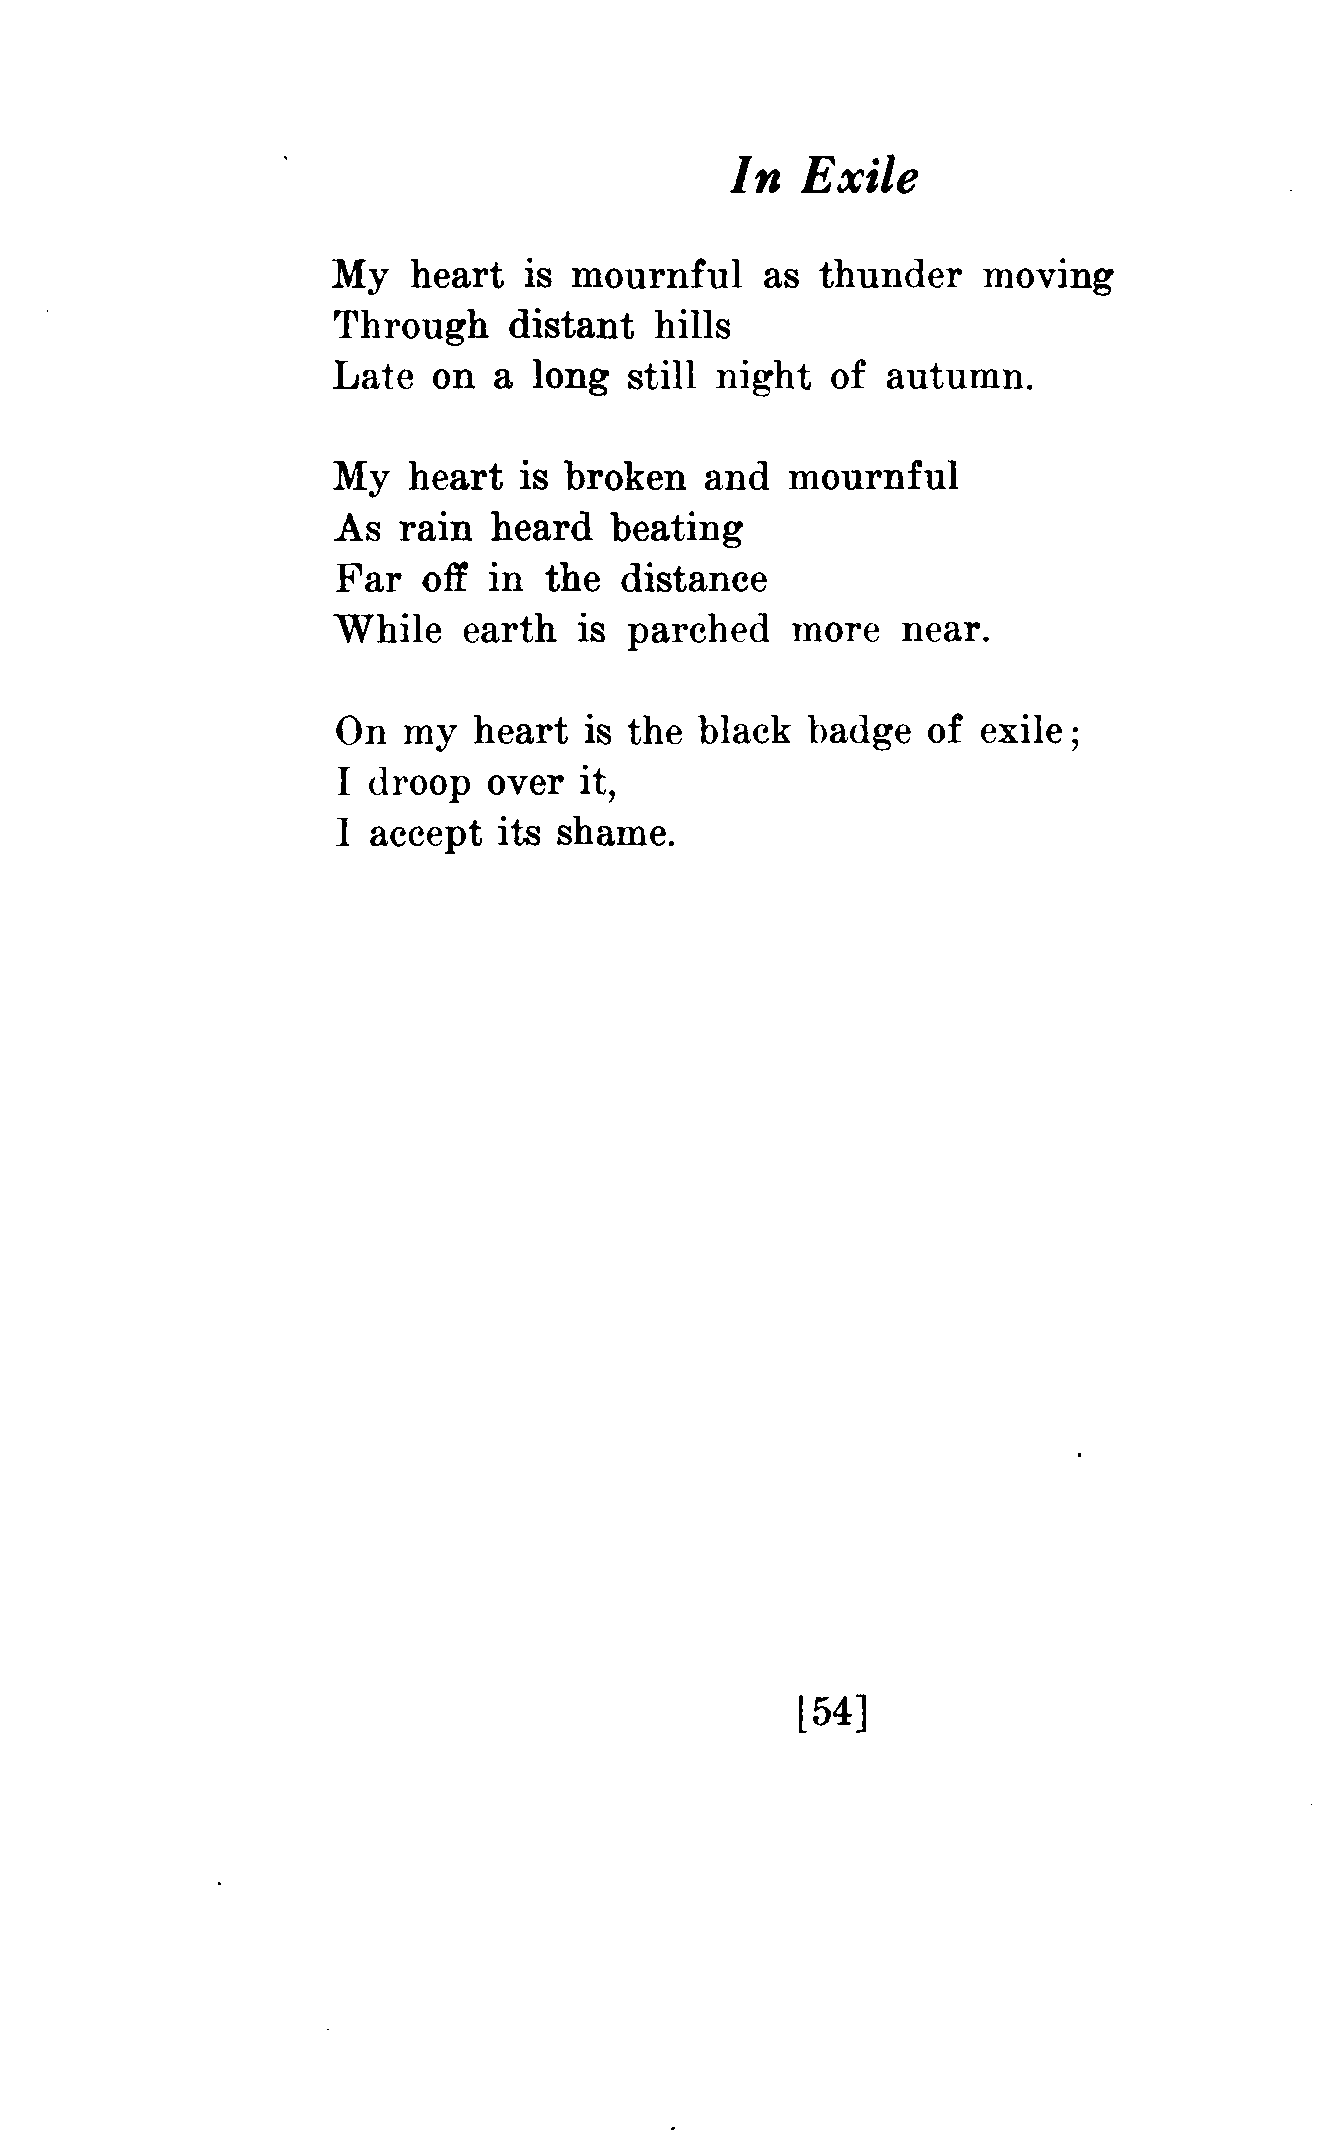 In Exile
My heart is mournful as thunder moving
Through distant hills
Late on a long still night of autumn.
My heart is broken and mournful
As rain heard beating
Far off in the distance
While earth is parched more near.
On my heart is the black badge of exile;
I droop over it,
I accept its shame.
[54]